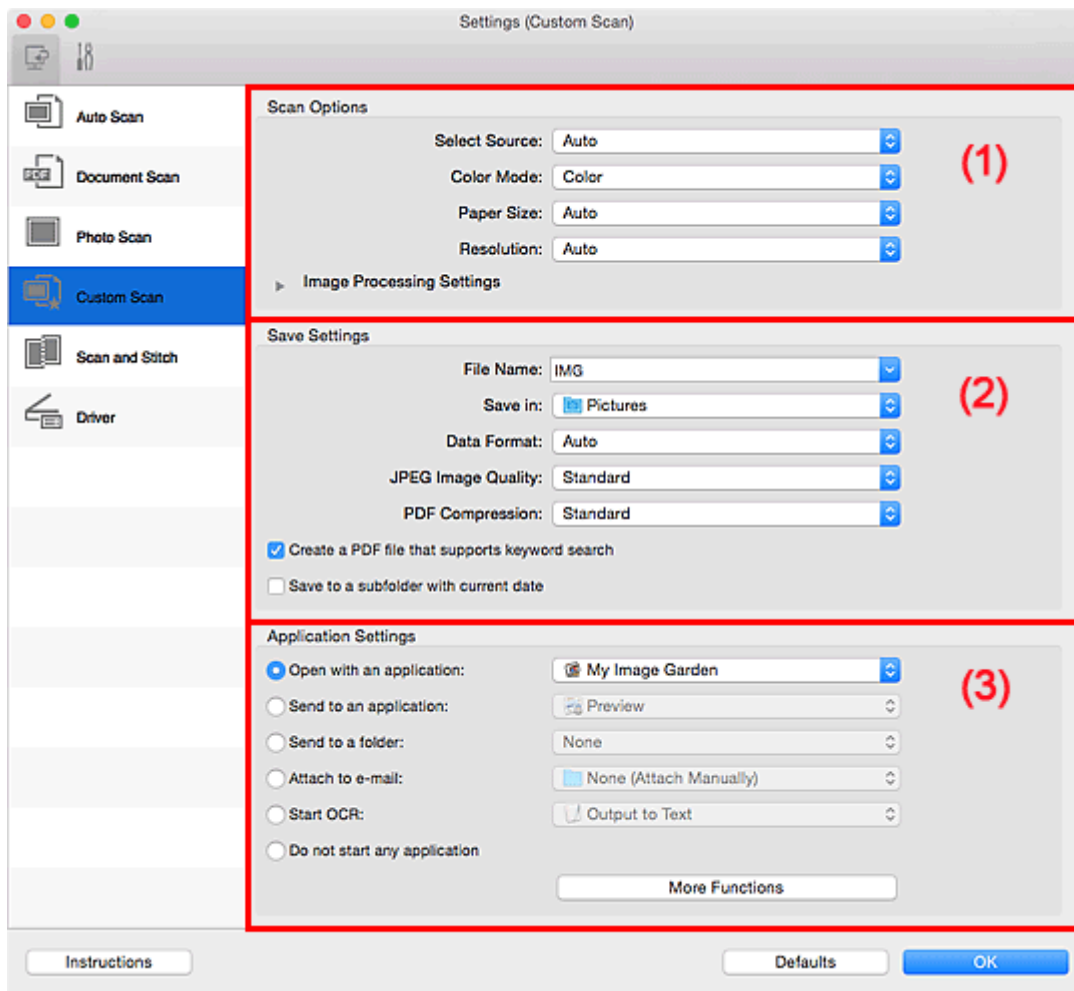 Settings (Custom Scan)
Auto Scan
Document Scan
Photo Scan
Custom Scan
Scan and Stitch
Driver
Scan Options
(1)
Select Source: Auto
Color Mode: Color
Paper Size: Auto
Resolution: Auto
Image Processing Settings
Save Settings
(2)
File Name: IMG
Save in: Pictures
Data Format: Auto
JPEG Image Quality: Standard
PDF Compression: Standard
Create a PDF file that supports keyword search
Save to a subfolder with current date
Application Settings
(3)
Open with an application: My Image Garden
Send to an application: Preview
Send to a folder: None
Attach to e-mail: None (Attach Manually)
Start OCR: Output to Text
Do not start any application
More Functions
Instructions
Defaults
OK